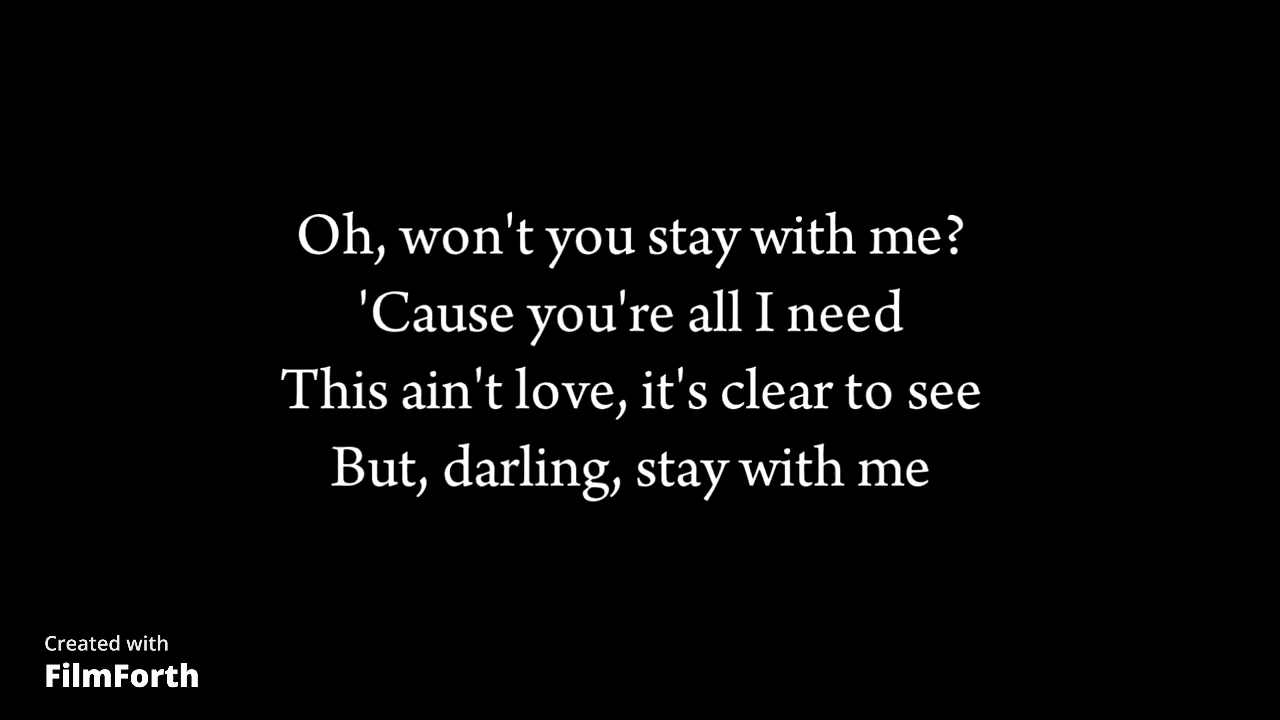 Oh, won't you stay with me?
'Cause you're all I need
This ain't love, it's clear to see
But, darling, stay with me
Created with
FilmForth